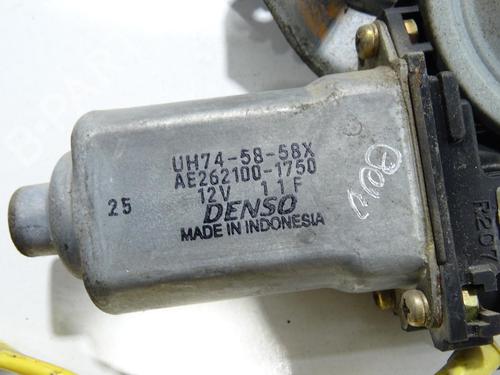 UH74-58-58X
AE262100-1750
12V 11F
25
DENSO
MADE IN INDONESIA